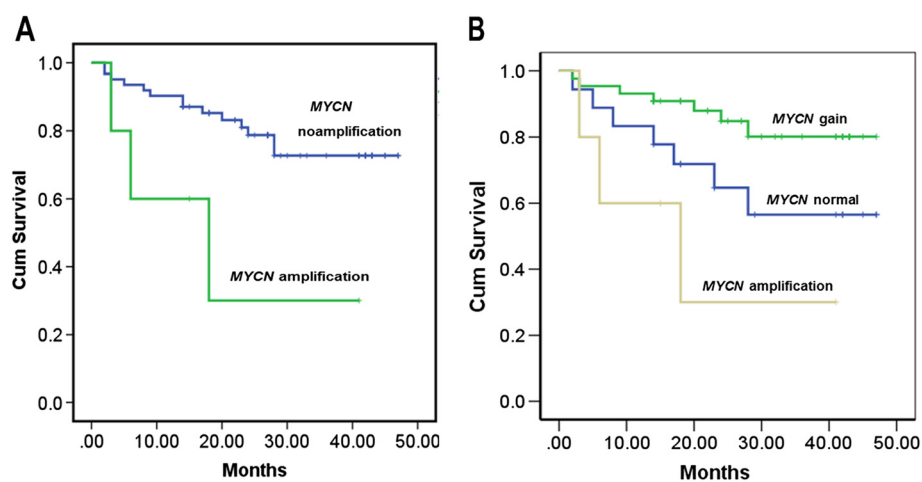 A
Cum Survival
1.0
0.8
0.6
0.4
0.2
0.0
MYCN
noamplification
MYCN amplification
.00 10.00 20.00 30.00 40.00 50.00
Months
B
Cum Survival
1.0
0.8
0.6
0.4
0.2
0.0
MYCN gain
MYCN normal
MYCN amplification
.00 10.00 20.00 30.00 40.00 50.00
Months